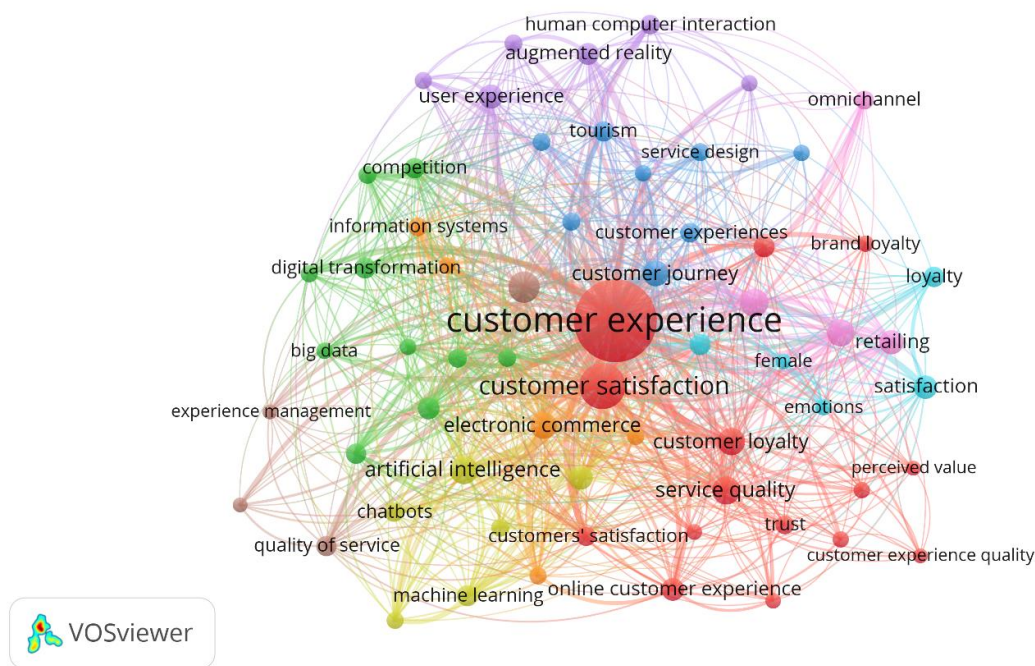 human computer interaction
augmented reality
user experience
omnichannel
tourism
service design
competition
information systems
customer experiences
brand loyalty
digital transformation
customer journey
loyalty
customer experience
big data
female
retailing
customer satisfaction
satisfaction
experience management
emotions
electronic commerce
customer loyalty
artificial intelligence
perceived value
service quality
chatbots
trust
quality of service
customers' satisfaction
customer experience quality
machine learning
online customer experience
VOSviewer